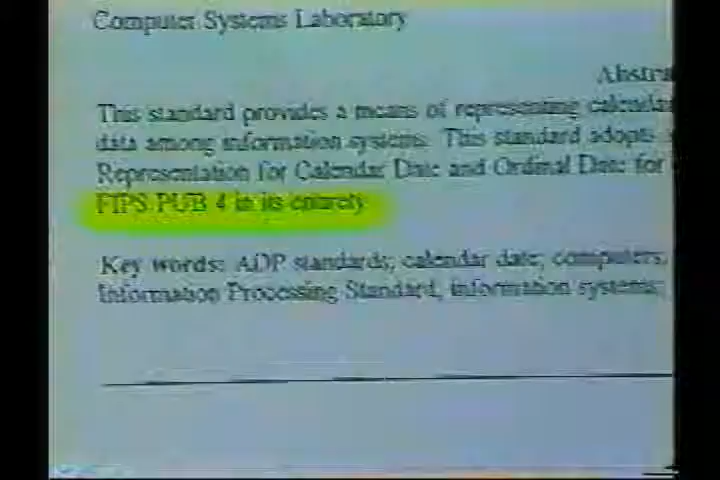 Computer Systems Laboratory
Abstra
This standard provides a means of representing calendar
data among information systems. This standard adopts
Representation for Calendar Date and Ordinal Date for
FIPS PUB 4 in its entirety
Key words: ADP standards; calendar date; computers,
Information Processing Standard, information systems;